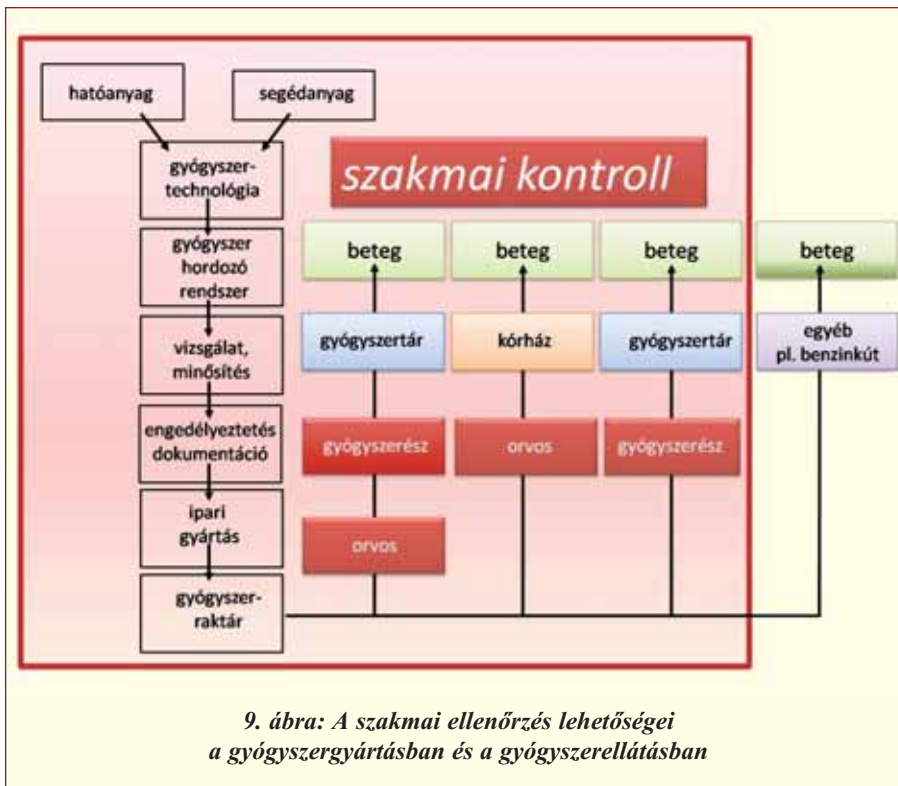 hatóanyag
segédanyag
gyógyszer-
technológia
szakmai kontroll
gyógyszer
hordozó
rendszer
beteg
beteg
beteg
beteg
vizsgálat,
minősítés
gyógyszertár
kórház
gyógyszertár
egyéb
pl. benzinkút
engedélyeztetés
dokumentáció
gyógyszerész
orvos
gyógyszerész
ipari
gyártás
orvos
gyógyszer-
raktár
9. ábra: A szakmai ellenőrzés lehetőségei
a gyógyszergyártásban és a gyógyszerellátásban